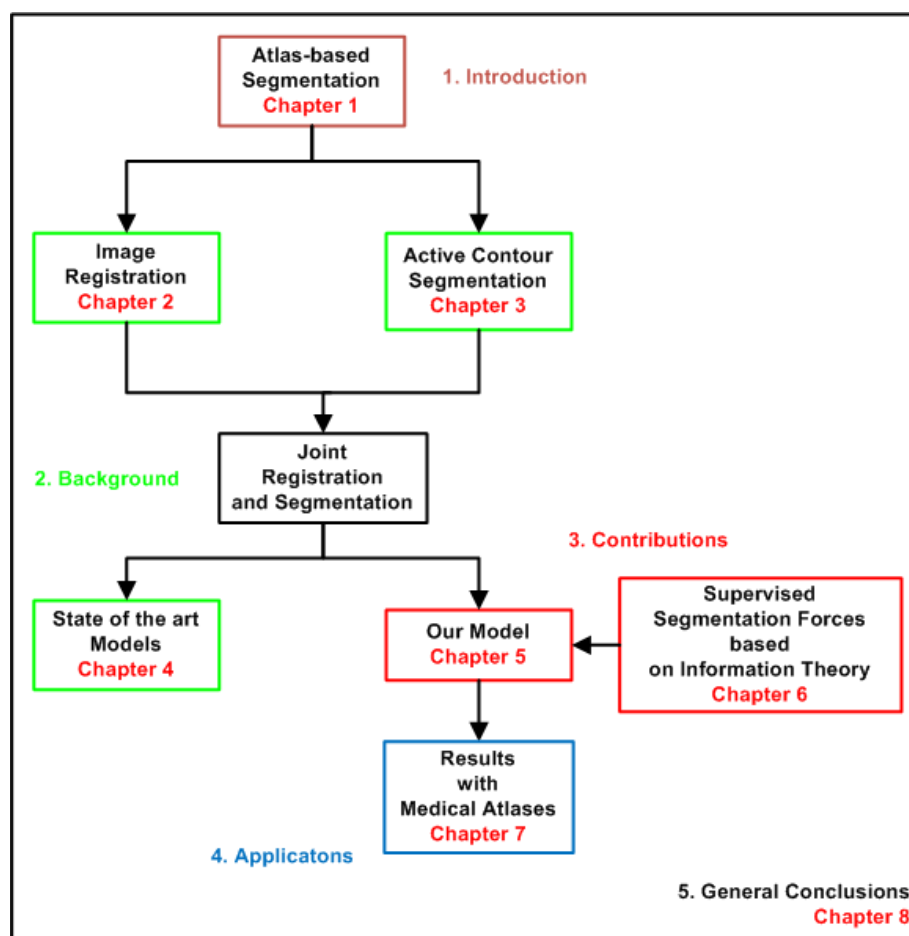 Atlas-based
Segmentation
Chapter 1
1. Introduction
Image
Registration
Chapter 2
Active Contour
Segmentation
Chapter 3
Joint
Registration
and Segmentation
2. Background
3. Contributions
State of the art
Models
Chapter 4
Our Model
Chapter 5
Supervised
Segmentation Forces
based
on Information Theory
Chapter 6
Results
with
Medical Atlases
Chapter 7
4. Applicatons
5. General Conclusions
Chapter 8